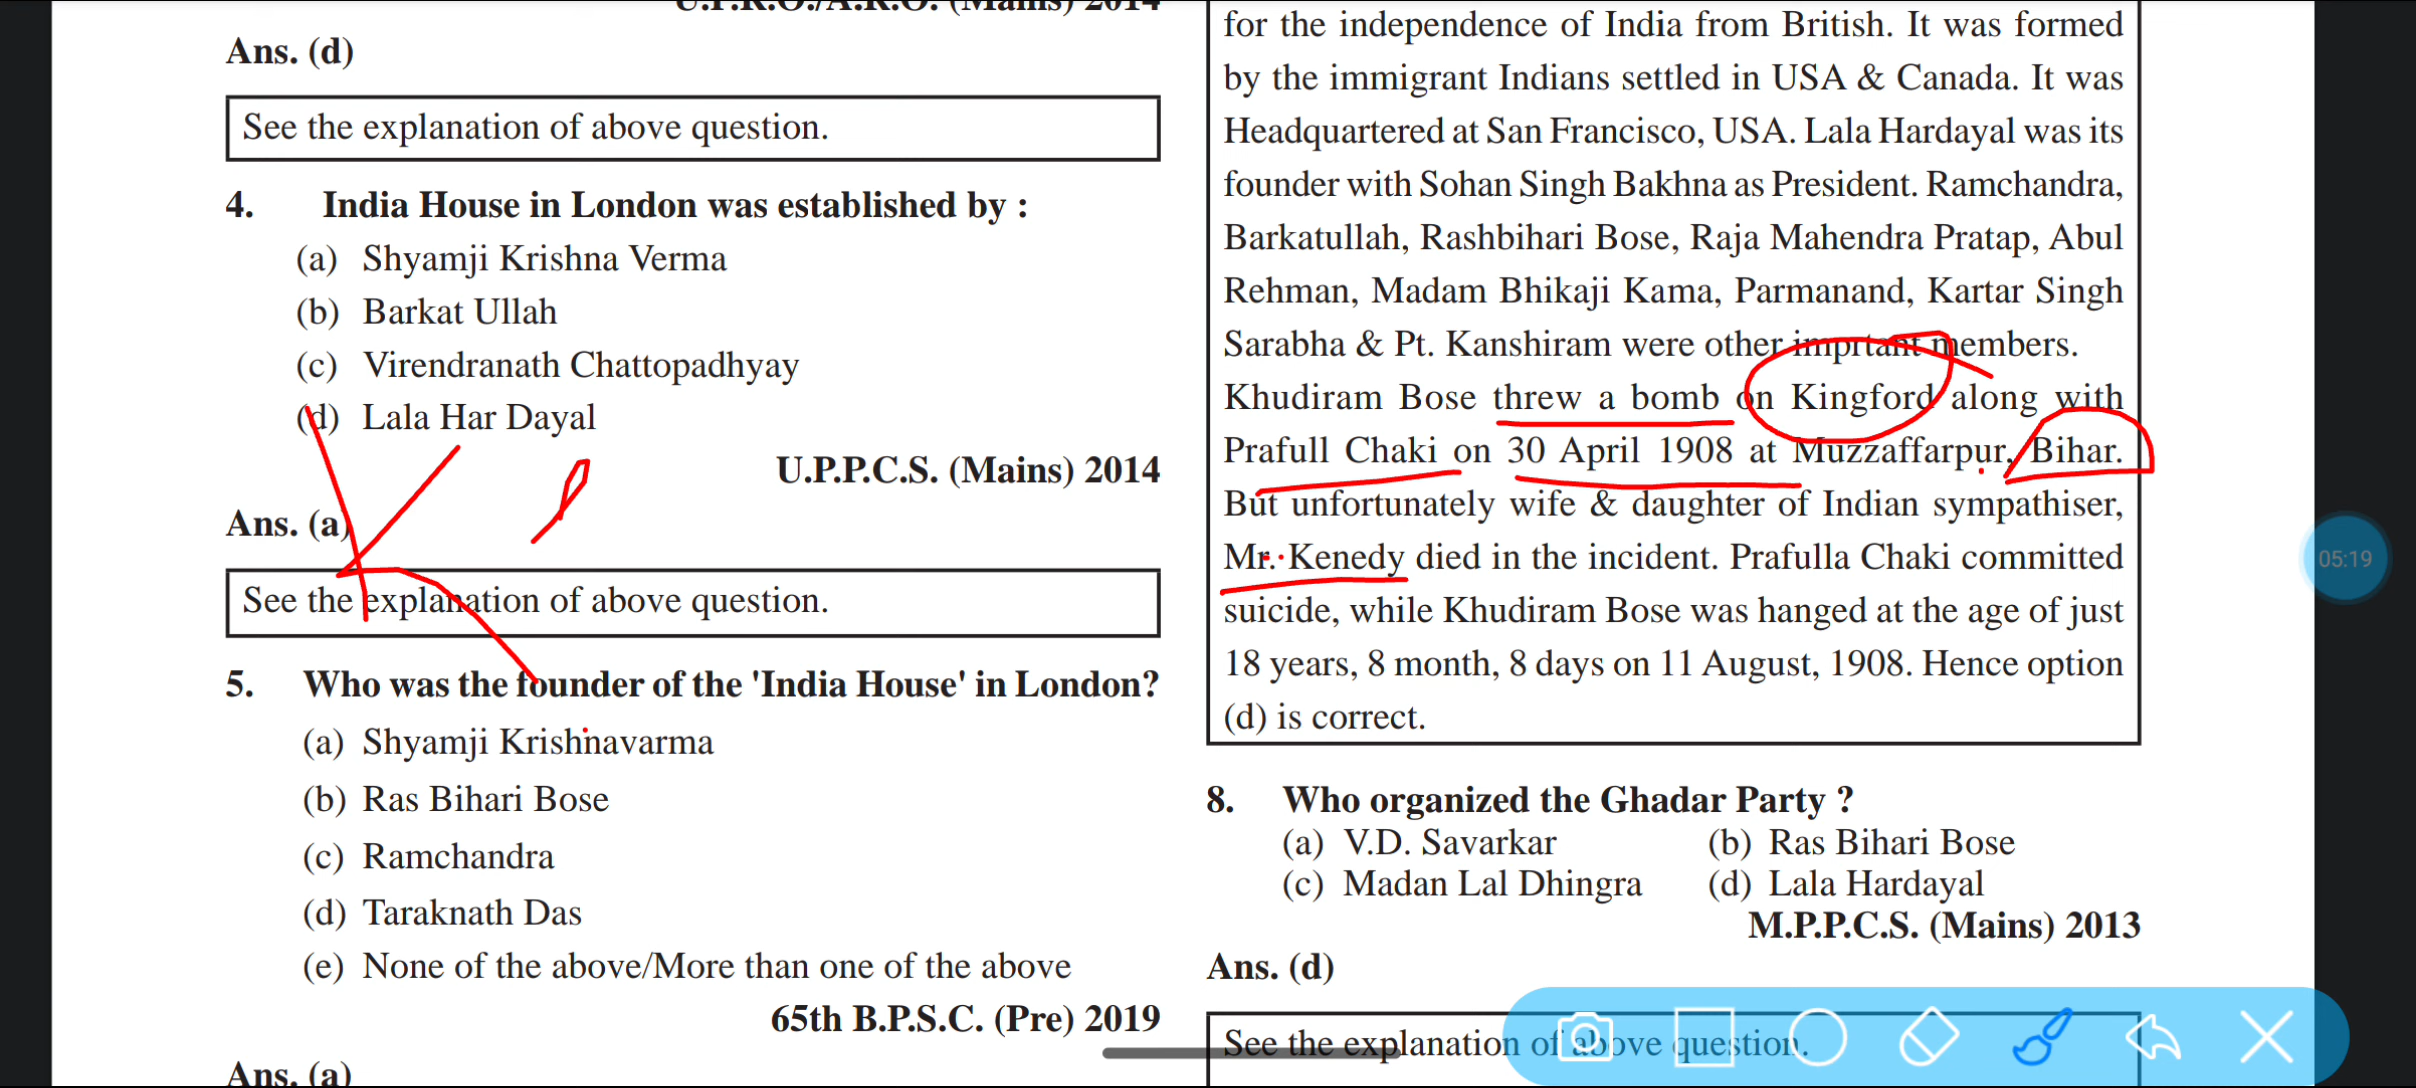 Ans. (d)
See the explanation of above question.
4. India House in London was established by :
(a) Shyamji Krishna Verma
(b) Barkat Ullah
(c) Virendranath Chattopadhyay
(d) Lala Har Dayal
U.P.P.C.S. (Mains) 2014
Ans. (a)
See the explanation of above question.
5. Who was the founder of the 'India House' in London?
(a) Shyamji Krishnavarma
(b) Ras Bihari Bose
(c) Ramchandra
(d) Taraknath Das
(e) None of the above/More than one of the above
65th B.P.S.C. (Pre) 2019
Ans. (a)
for the independence of India from British. It was formed
by the immigrant Indians settled in USA & Canada. It was
Headquartered at San Francisco, USA. Lala Hardayal was its
founder with Sohan Singh Bakhna as President. Ramchandra,
Barkatullah, Rashbihari Bose, Raja Mahendra Pratap, Abul
Rehman, Madam Bhikaji Kama, Parmanand, Kartar Singh
Sarabha & Pt. Kanshiram were other imprtant members.
Khudiram Bose threw a bomb on Kingford along with
Prafull Chaki on 30 April 1908 at Muzzaffarpur, Bihar.
But unfortunately wife & daughter of Indian sympathiser,
Mr. Kenedy died in the incident. Prafulla Chaki committed
suicide, while Khudiram Bose was hanged at the age of just
18 years, 8 month, 8 days on 11 August, 1908. Hence option
(d) is correct.
8. Who organized the Ghadar Party ?
(a) V.D. Savarkar (b) Ras Bihari Bose
(c) Madan Lal Dhingra (d) Lala Hardayal
M.P.P.C.S. (Mains) 2013
Ans. (d)
See the explanation of above question.
05:19